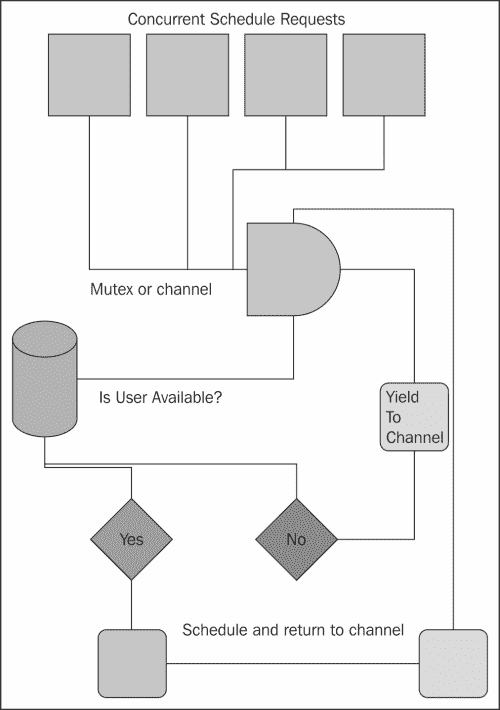 Concurrent Schedule Requests
Mutex or channel
Is User Available?
Yield
To
Channel
Yes
No
Schedule and return to channel